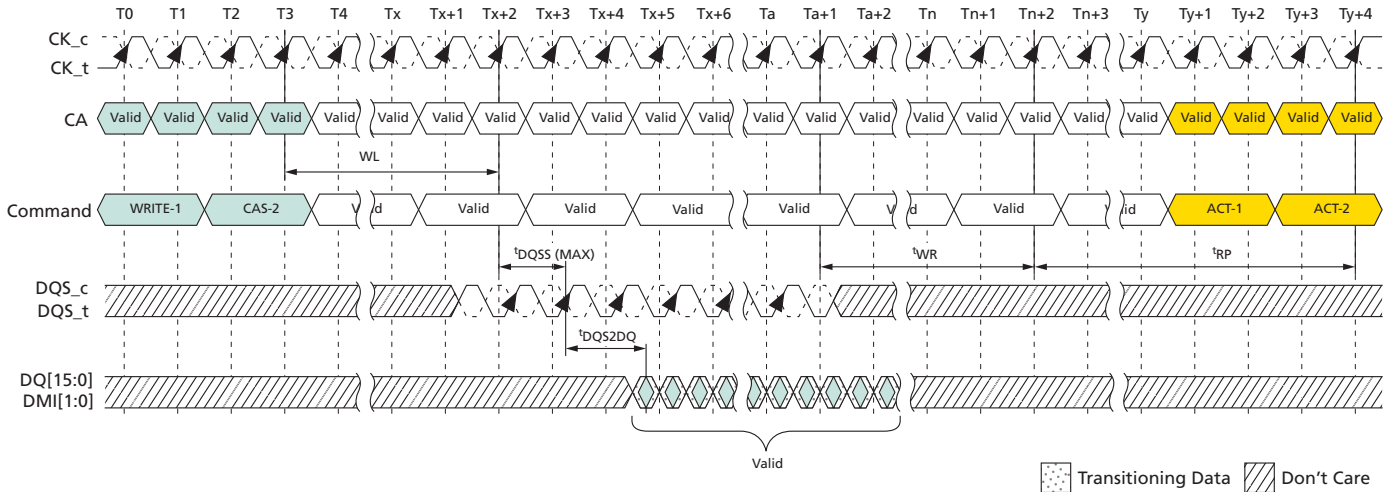 T0 T1 T2 T3 T4 Tx Tx+1 Tx+2 Tx+3 Tx+4 Tx+5 Tx+6 Ta Ta+1 Ta+2 Tn Tn+1 Tn+2 Tn+3 Ty Ty+1 Ty+2 Ty+3 Ty+4
CK_c
CK_t
CA Valid Valid Valid Valid Valid Valid Valid Valid Valid Valid Valid Valid Valid Valid Valid Valid Valid Valid Valid Valid Valid Valid Valid Valid
WL
Command WRITE-1 CAS-2 Valid Valid Valid Valid Valid Valid Valid Valid ACT-1 ACT-2
tDQSS (MAX) tWR tRP
DQS_c
DQS_t
tDQS2DQ
DQ[15:0]
DMI[1:0]
Valid
Transitioning Data Don't Care